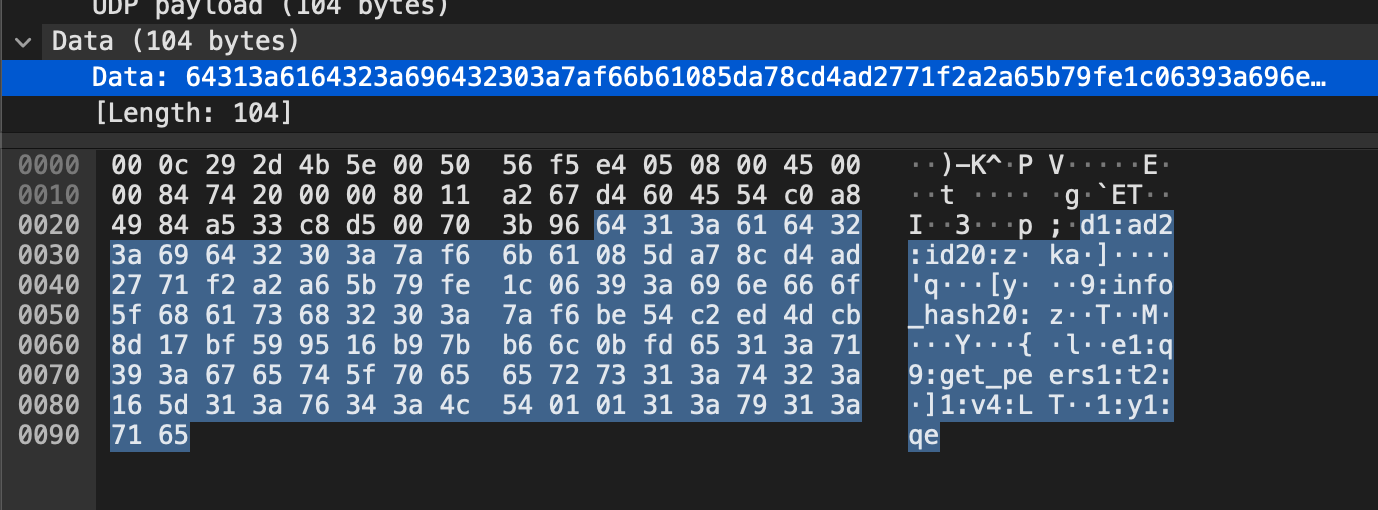 UDP payload (104 bytes)
Data (104 bytes)
Data: 64313a6164323a696432303a7af66b61085da78cd4ad2771f2a2a65b79fe1c06393a696e…
[Length: 104]
0000 00 0c 29 2d 4b 5e 00 50 56 f5 e4 05 08 00 45 00 ··)-K^·P V·····E·
0010 00 84 74 20 00 00 80 11 a2 67 d4 60 45 54 c0 a8 ··t ···· ·g·`ET··
0020 49 84 a5 33 c8 d5 00 70 3b 96 64 31 3a 61 64 32 I··3···p ;·d1:ad2
0030 3a 69 64 32 30 3a 7a f6 6b 61 08 5d a7 8c d4 ad :id20:z· ka·]····
0040 27 71 f2 a2 a6 5b 79 fe 1c 06 39 3a 69 6e 66 6f 'q···[y· ··9:info
0050 5f 68 61 73 68 32 30 3a 7a f6 be 54 c2 ed 4d cb _hash20: z··T··M·
0060 8d 17 bf 59 95 16 b9 7b b6 6c 0b fd 65 31 3a 71 ···Y···{ ·l··e1:q
0070 39 3a 67 65 74 5f 70 65 65 72 73 31 3a 74 32 3a 9:get_pe ers1:t2:
0080 16 5d 31 3a 76 34 3a 4c 54 01 01 31 3a 79 31 3a ·]1:v4:L T··1:y1:
0090 71 65 qe